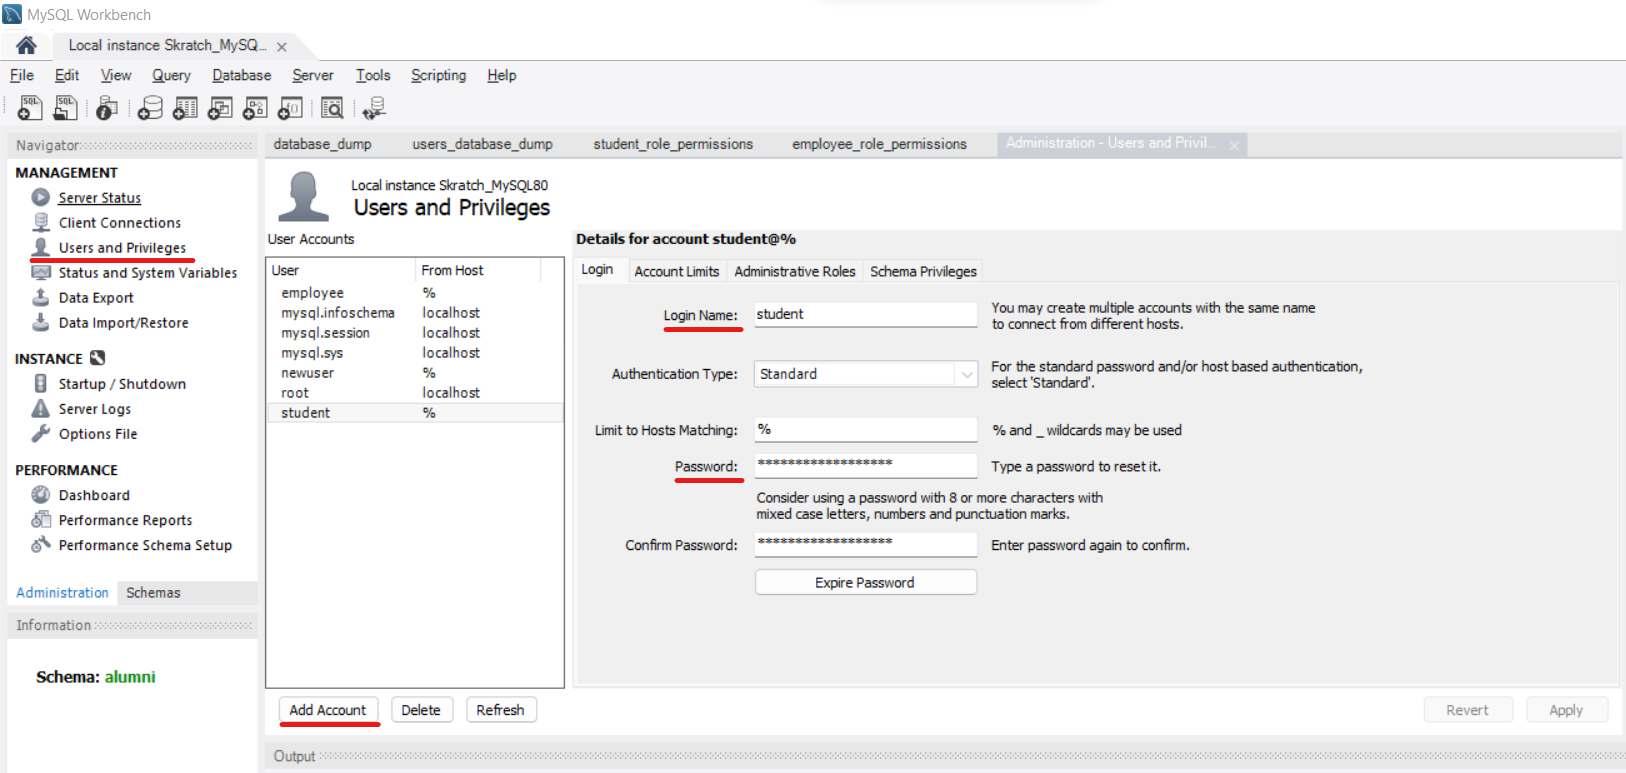 MySQL Workbench
Local instance Skratch_MySQ...
File Edit View Query Database Server Tools Scripting Help
SQL SQL
Navigator
MANAGEMENT
Server Status
Client Connections
Users and Privileges
Status and System Variables
Data Export
Data Import/Restore
INSTANCE
Startup / Shutdown
Server Logs
Options File
PERFORMANCE
Dashboard
Performance Reports
Performance Schema Setup
Administration Schemas
Information
Schema: alumni
database_dump users_database_dump student_role_permissions employee_role_permissions Administration - Users and Privil...
Local instance Skratch_MySQL80
Users and Privileges
User Accounts
User From Host
employee %
mysql.infoschema localhost
mysql.session localhost
mysql.sys localhost
newuser %
root localhost
student %
Add Account Delete Refresh
Details for account student@%
Login Account Limits Administrative Roles Schema Privileges
Login Name: student You may create multiple accounts with the same name
to connect from different hosts.
Authentication Type: Standard For the standard password and/or host based authentication,
select 'Standard'.
Limit to Hosts Matching: % % and _ wildcards may be used
Password: ****************** Type a password to reset it.
Consider using a password with 8 or more characters with
mixed case letters, numbers and punctuation marks.
Confirm Password: ****************** Enter password again to confirm.
Expire Password
Revert Apply
Output